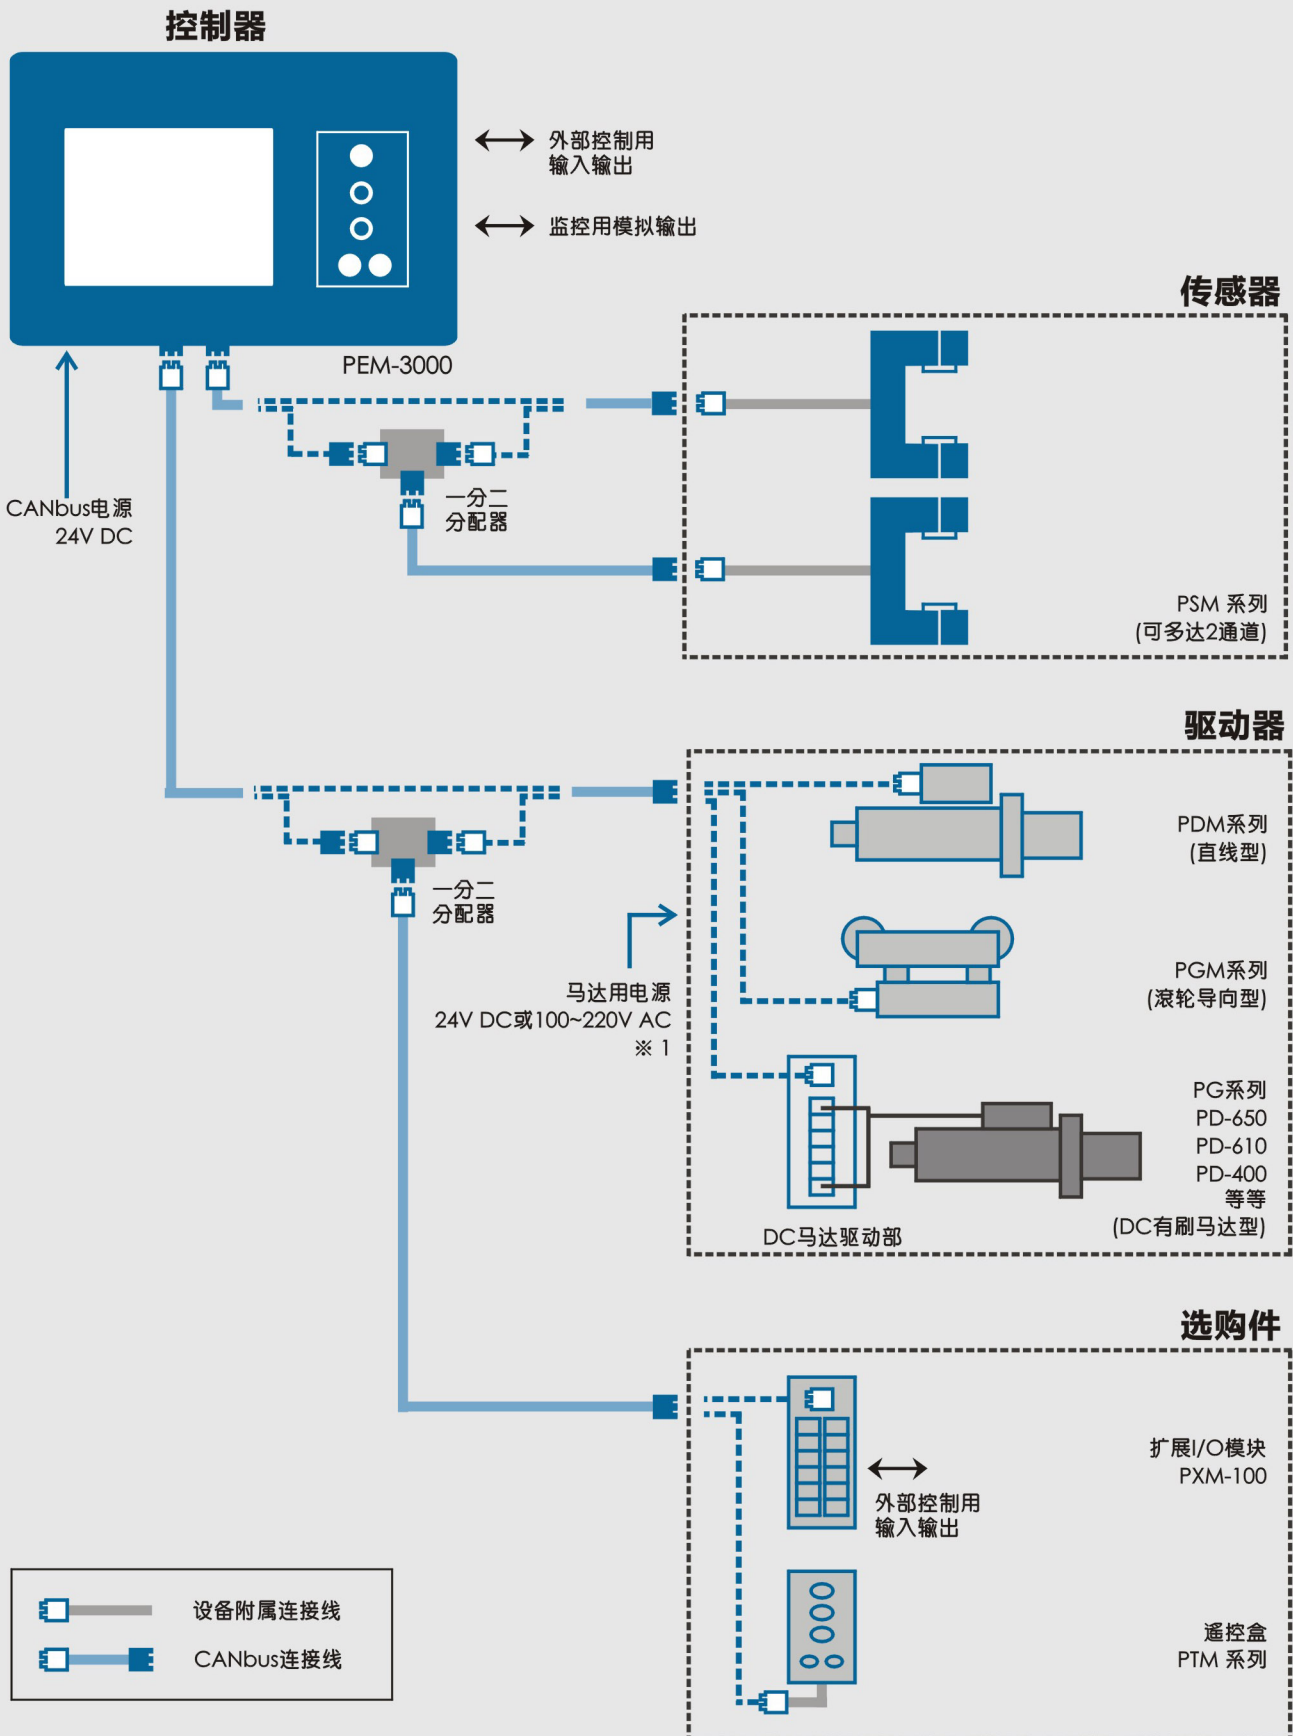 控制器
外部控制用
输入输出
监控用模拟输出
PEM-3000
CANbus电源
24V DC
一分二
分配器
传感器
PSM 系列
(可多达2通道)
驱动器
一分二
分配器
马达用电源
24V DC或100~220V AC
※ 1
PDM系列
(直线型)
PGM系列
(滚轮导向型)
PG系列
PD-650
PD-610
PD-400
等等
(DC有刷马达型)
DC马达驱动部
选购件
扩展I/O模块
PXM-100
外部控制用
输入输出
遥控盒
PTM 系列
设备附属连接线
CANbus连接线